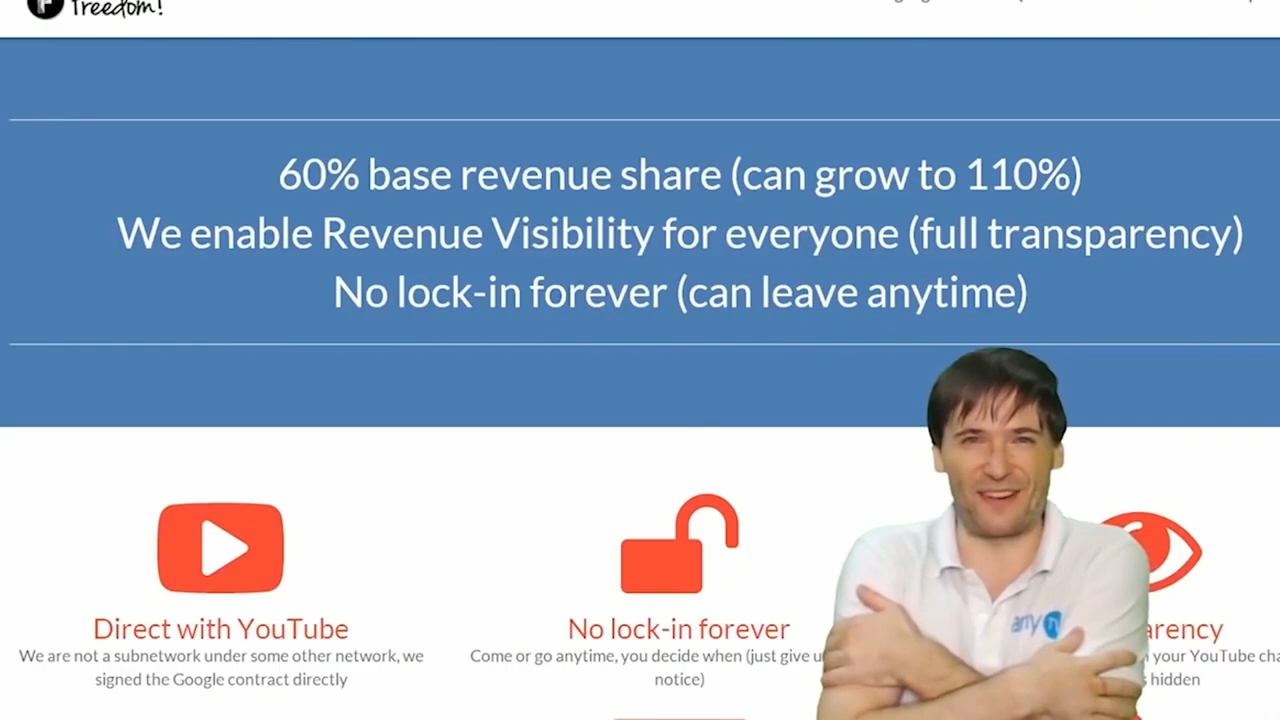 Freedom!
60% base revenue share (can grow to 110%)
We enable Revenue Visibility for everyone (full transparency)
No lock-in forever (can leave anytime)
Direct with YouTube
We are not a subnetwork under some other network, we
signed the Google contract directly
No lock-in forever
Come or go anytime, you decide when (just give u
notice)
arency
your YouTube cha
hidden
any